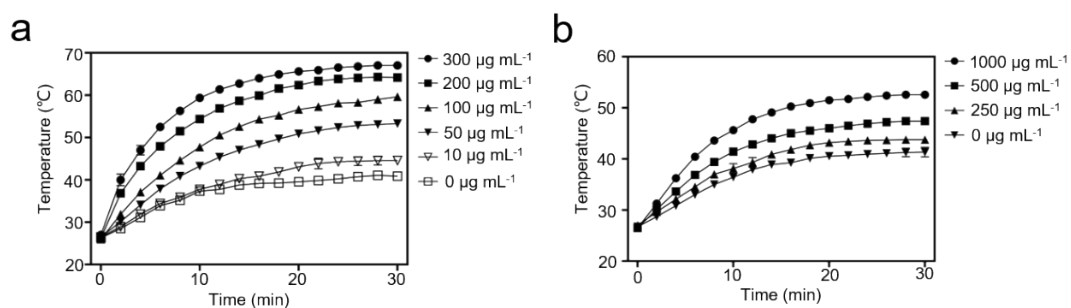 a
70
60
50
40
30
20
Temperature (℃)
0
10
20
30
Time (min)
300 µg mL⁻¹
200 µg mL⁻¹
100 µg mL⁻¹
50 µg mL⁻¹
10 µg mL⁻¹
0 µg mL⁻¹
b
60
50
40
30
20
Temperature (℃)
0
10
20
30
Time (min)
1000 µg mL⁻¹
500 µg mL⁻¹
250 µg mL⁻¹
0 µg mL⁻¹